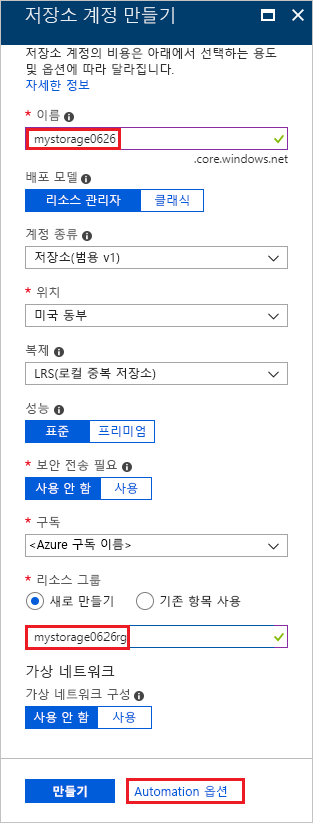 저장소 계정 만들기
저장소 계정의 비용은 아래에서 선택하는 용도
및 옵션에 따라 달라집니다.
자세한 정보
* 이름
mystorage0626
.core.windows.net
배포 모델
리소스 관리자 클래식
계정 종류
저장소(범용 v1)
* 위치
미국 동부
복제
LRS(로컬 중복 저장소)
성능
표준 프리미엄
* 보안 전송 필요
사용 안 함 사용
* 구독
<Azure 구독 이름>
* 리소스 그룹
새로 만들기 기존 항목 사용
mystorage0626rg
가상 네트워크
가상 네트워크 구성
사용 안 함 사용
만들기 Automation 옵션